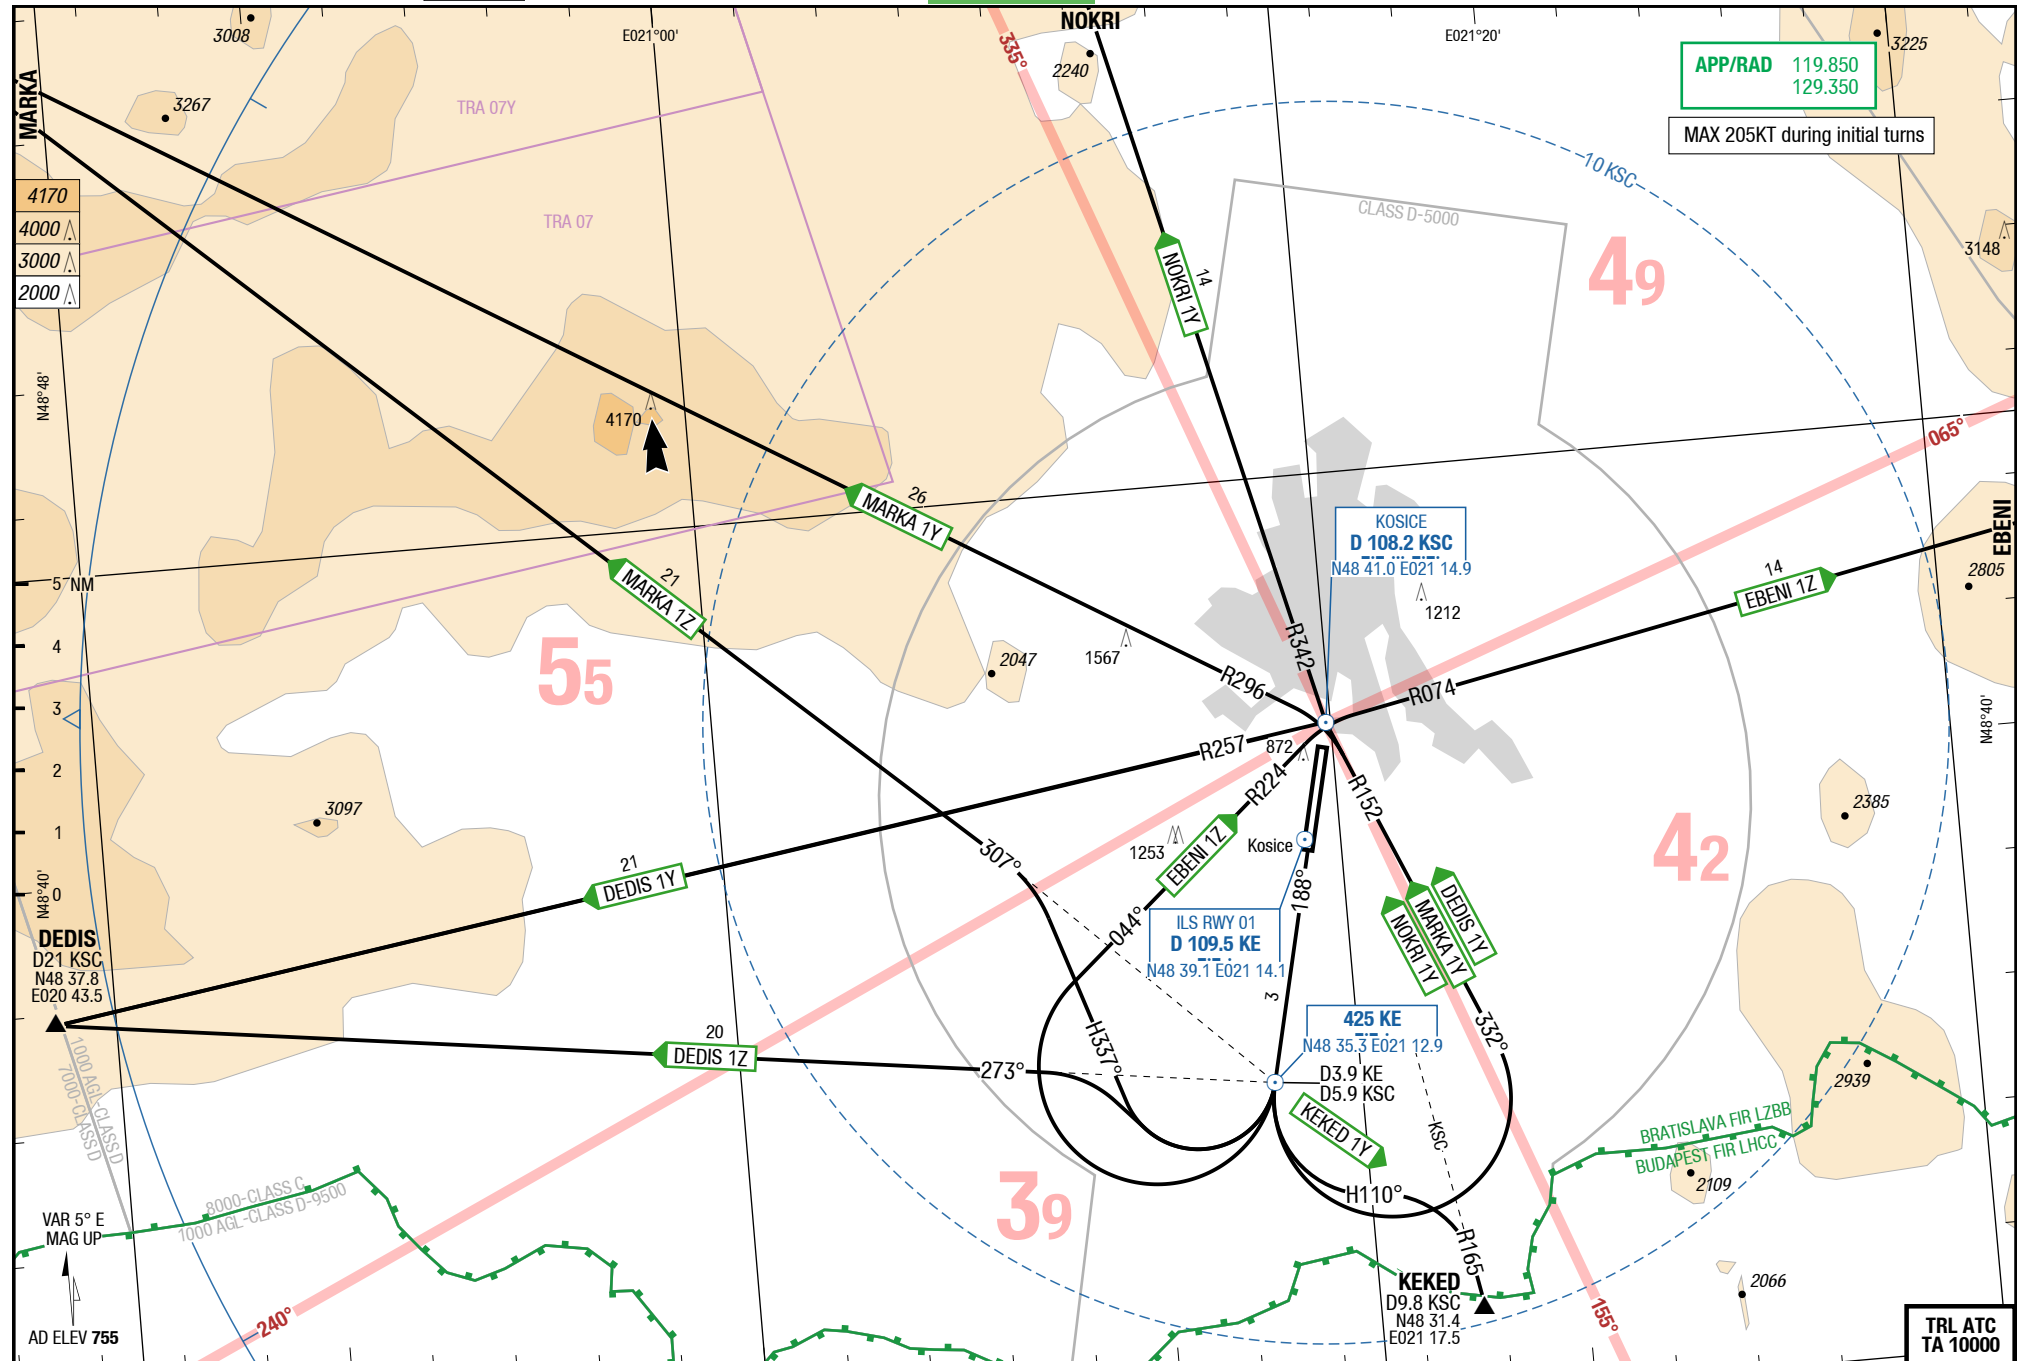 NOKRI
3008
E021°00'
335°
E021°20'
3225
2240
APP/RAD 119.850
129.350
MARKA
3267
TRA 07Y
MAX 205KT during initial turns
10 KSC
4170
4000
3000
2000
TRA 07
CLASS D-5000
3148
49
14
NOKRI 1Y
N48°48'
4170
065°
26
MARKA 1Y
KOSICE
D 108.2 KSC
N48 41.0 E021 14.9
EBENI
5 NM
21
MARKA 1Z
14
EBENI 1Z
2805
1212
4
R342
1567
2047
55
R296
R074
3
N48°40'
R257
872
2
R224
R152
3097
2385
1
307°
1253
EBENI 1Z
Kosice
42
21
DEDIS 1Y
188°
N48°40'
0
044°
ILS RWY 01
D 109.5 KE
N48 39.1 E021 14.1
NOKRI 1Y
MARKA 1Y
DEDIS 1Y
DEDIS
D21 KSC
N48 37.8
E020 43.5
3
332°
425 KE
N48 35.3 E021 12.9
20
DEDIS 1Z
H337°
273°
D3.9 KE
D5.9 KSC
2939
1000 AGL-CLASS D
7000-CLASS D
KEKED 1Y
KSC
BRATISLAVA FIR LZBB
BUDAPEST FIR LHCC
2109
8000-CLASS C
1000 AGL-CLASS D-9500
39
H110°
R165
VAR 5° E
MAG UP
KEKED
D9.8 KSC
N48 31.4
E021 17.5
2066
240°
155°
AD ELEV 755
TRL ATC
TA 10000